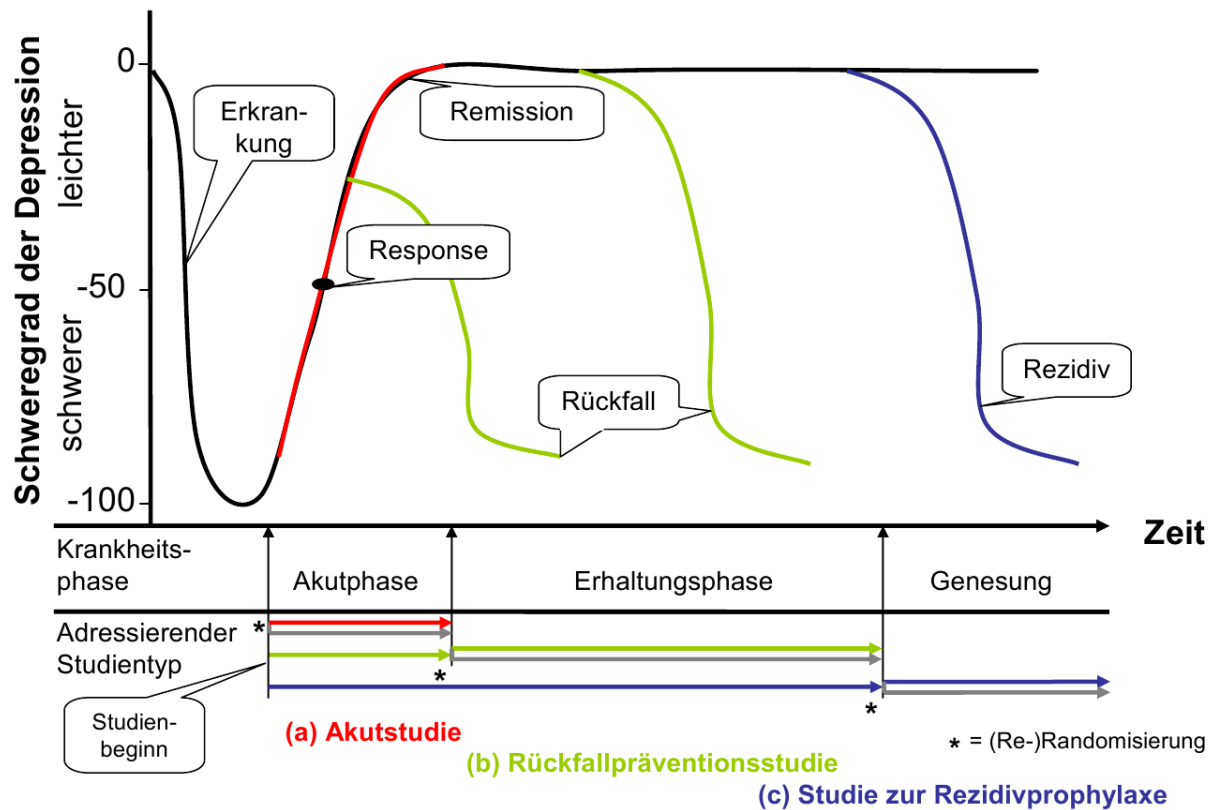 Schweregrad der Depression
schwerer
leichter
0
-50
-100
Erkran-
kung
Remission
Response
Rückfall
Rezidiv
Zeit
Krankheits-
phase
Akutphase
Erhaltungsphase
Genesung
Adressierender
Studientyp
*
*
*
Studien-
beginn
(a) Akutstudie
(b) Rückfallpräventionsstudie
(c) Studie zur Rezidivprophylaxe
* = (Re-)Randomisierung